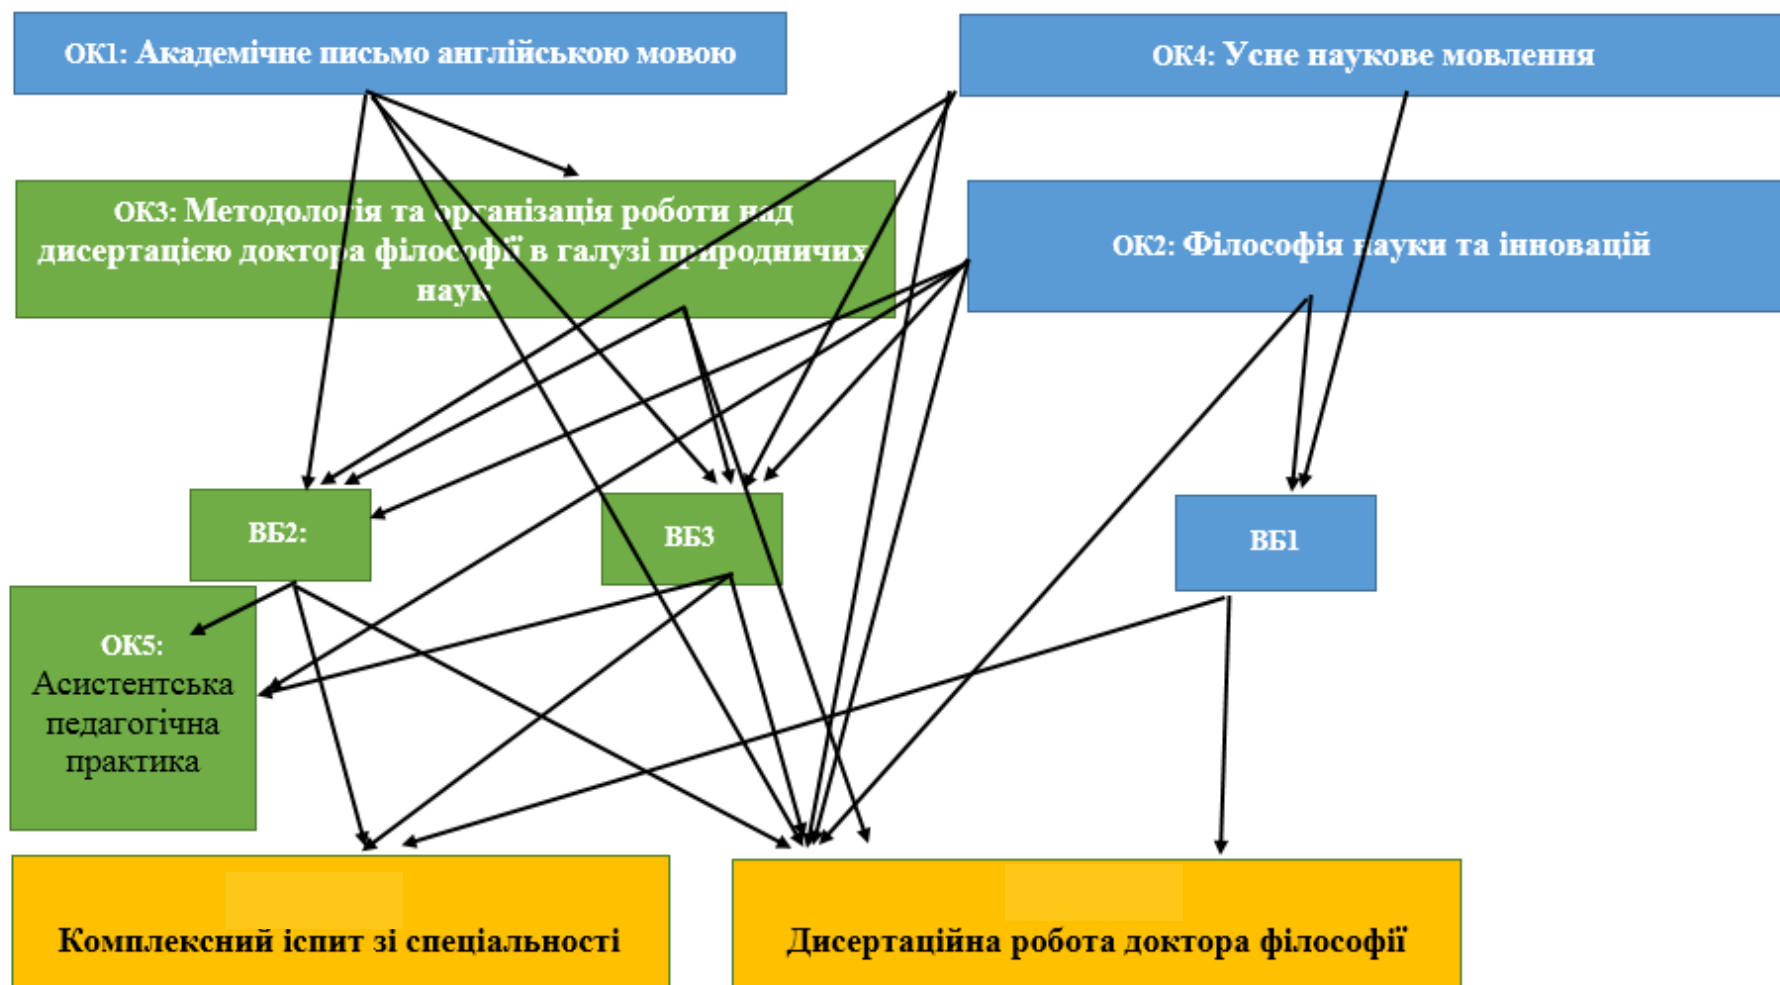 ОК1: Академічне письмо англійською мовою
ОК4: Усне наукове мовлення
ОК3: Методологія та організація роботи над
дисертацією доктора філософії в галузі природничих
наук
ОК2: Філософія науки та інновацій
ВБ2:
ВБ3
ВБ1
ОК5:
Асистентська
педагогічна
практика
Комплексний іспит зі спеціальності
Дисертаційна робота доктора філософії